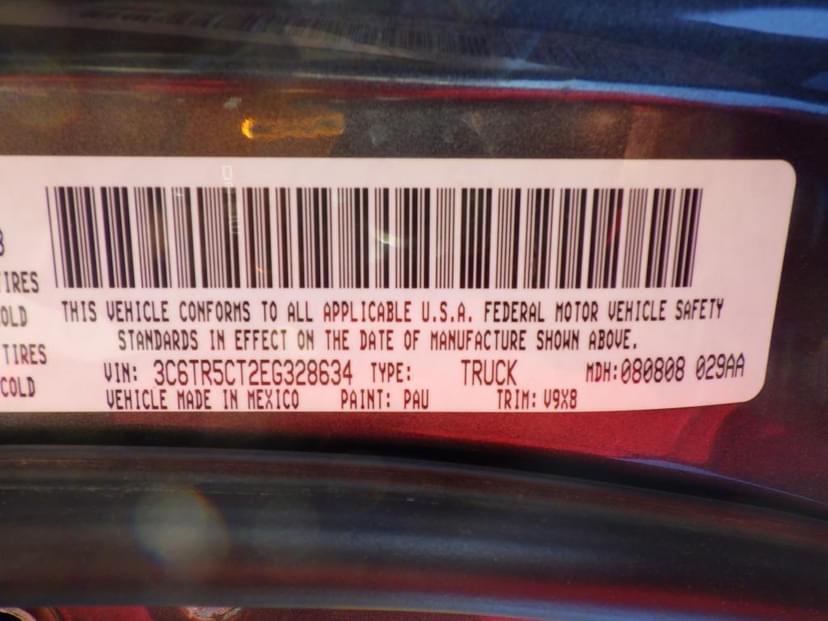 8
TIRES
COLD
TIRES
COLD
THIS VEHICLE CONFORMS TO ALL APPLICABLE U.S.A. FEDERAL MOTOR VEHICLE SAFETY
STANDARDS IN EFFECT ON THE DATE OF MANUFACTURE SHOWN ABOVE.
VIN: 3C6TR5CT2EG328634 TYPE: TRUCK MDH:080808 029AA
VEHICLE MADE IN MEXICO PAINT: PAU TRIM: V9X8